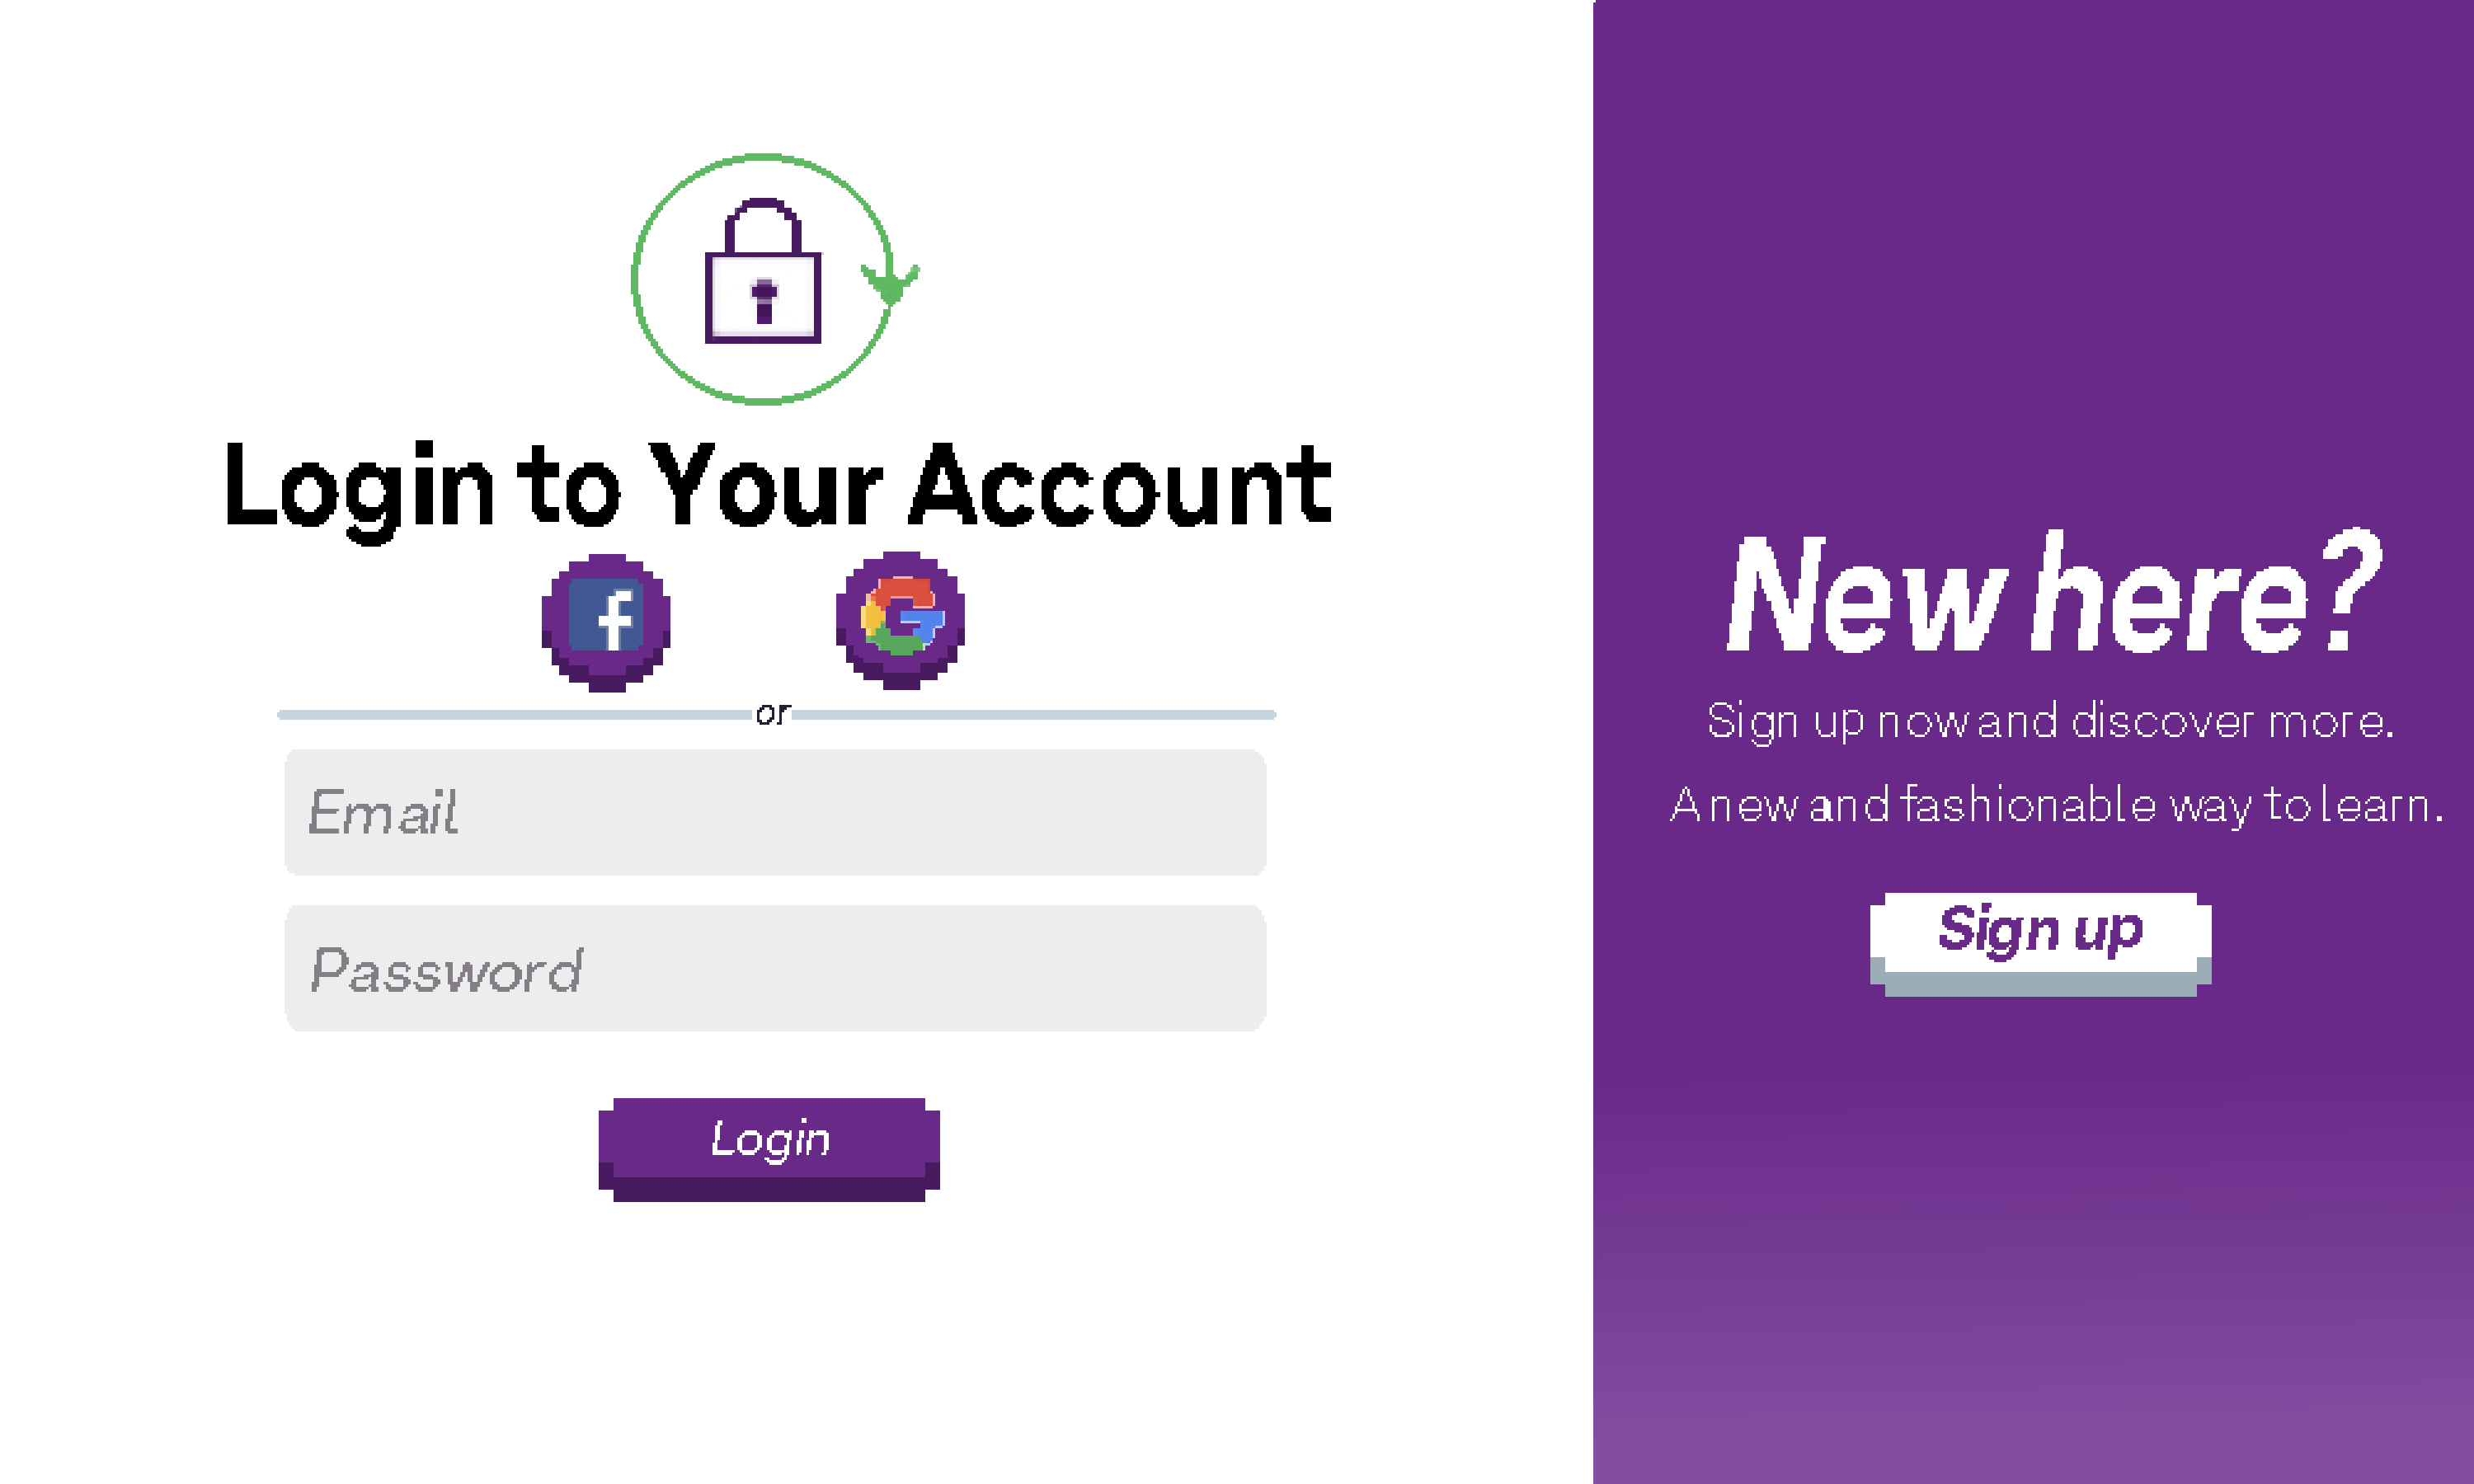 Login to Your Account
or
Email
Password
Login
New here?
Sign up now and discover more.
A new and fashionable way to learn.
Sign up